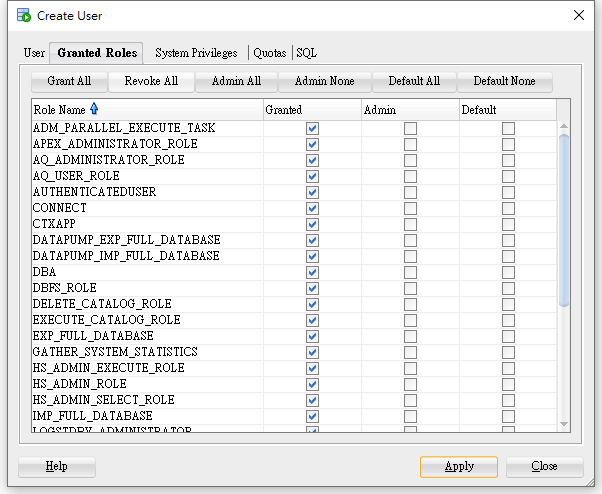 Create User
User Granted Roles System Privileges Quotas SQL
Grant All Revoke All Admin All Admin None Default All Default None
Role Name Granted Admin Default
ADM_PARALLEL_EXECUTE_TASK
APEX_ADMINISTRATOR_ROLE
AQ_ADMINISTRATOR_ROLE
AQ_USER_ROLE
AUTHENTICATEDUSER
CONNECT
CTXAPP
DATAPUMP_EXP_FULL_DATABASE
DATAPUMP_IMP_FULL_DATABASE
DBA
DBFS_ROLE
DELETE_CATALOG_ROLE
EXECUTE_CATALOG_ROLE
EXP_FULL_DATABASE
GATHER_SYSTEM_STATISTICS
HS_ADMIN_EXECUTE_ROLE
HS_ADMIN_ROLE
HS_ADMIN_SELECT_ROLE
IMP_FULL_DATABASE
LOGSTDBY_ADMINISTRATOR
Help Apply Close